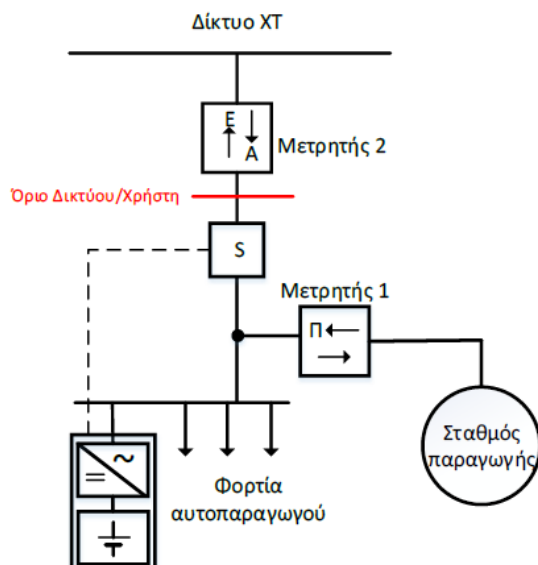 Δίκτυο ΧΤ
Ε
Α
Μετρητής 2
Όριο Δικτύου/Χρήστη
S
Μετρητής 1
Π
Σταθμός
παραγωγής
Φορτία
αυτοπαραγωγού